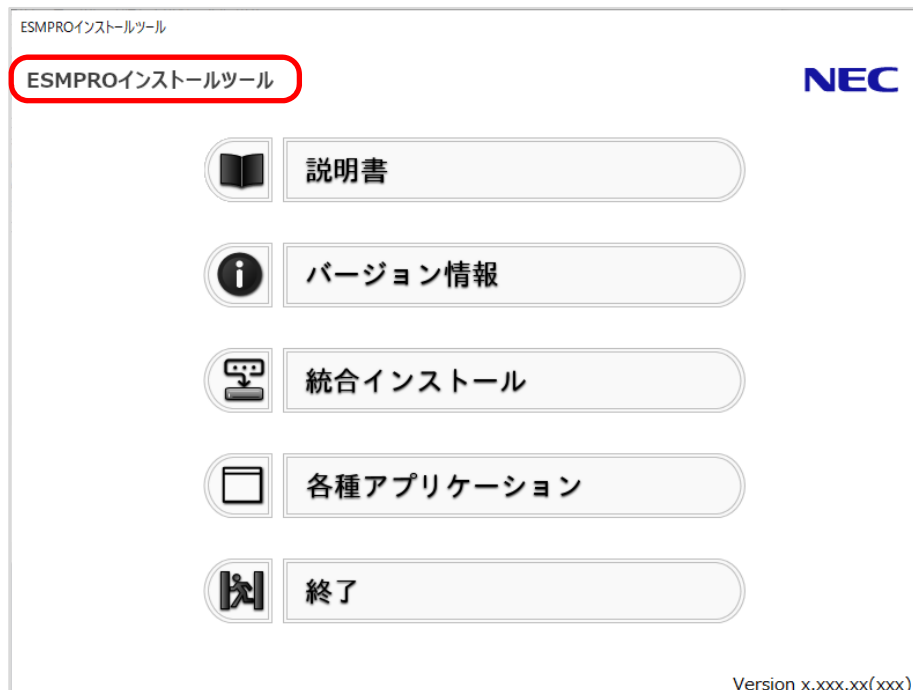 ESMPROインストールツール
ESMPROインストールツール
NEC
説明書
バージョン情報
統合インストール
各種アプリケーション
終了
Version x.xxx.xx(xxx)